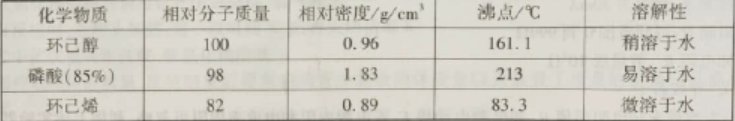 化学物质 相对分子质量 相对密度/g/cm³ 沸点/℃ 溶解性
环己醇 100 0.96 161.1 稍溶于水
磷酸(85%) 98 1.83 213 易溶于水
环己烯 82 0.89 83.3 微溶于水